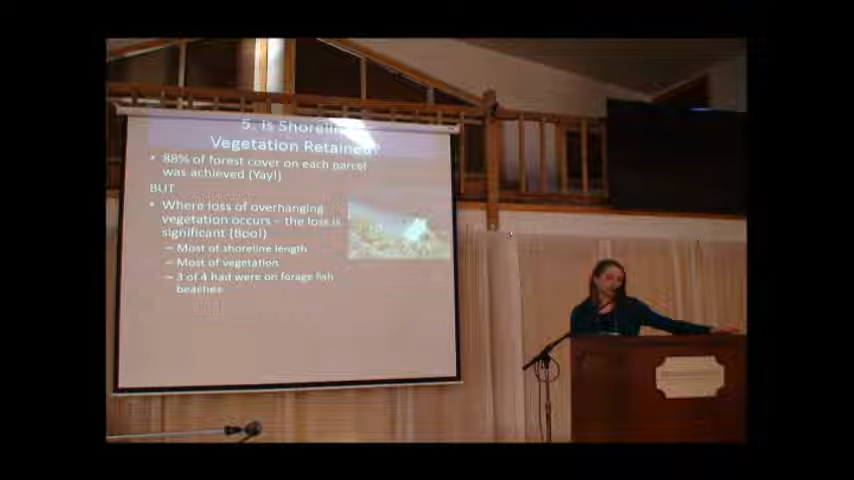 5. Is Shoreline
Vegetation Retained?
• 88% of forest cover on each parcel
was achieved (Yay!)
BUT
• Where loss of overhanging
vegetation occurs – the loss is
significant (Boo!)
– Most of shoreline length
– Most of vegetation
– 3 of 4 had were on forage fish
beaches